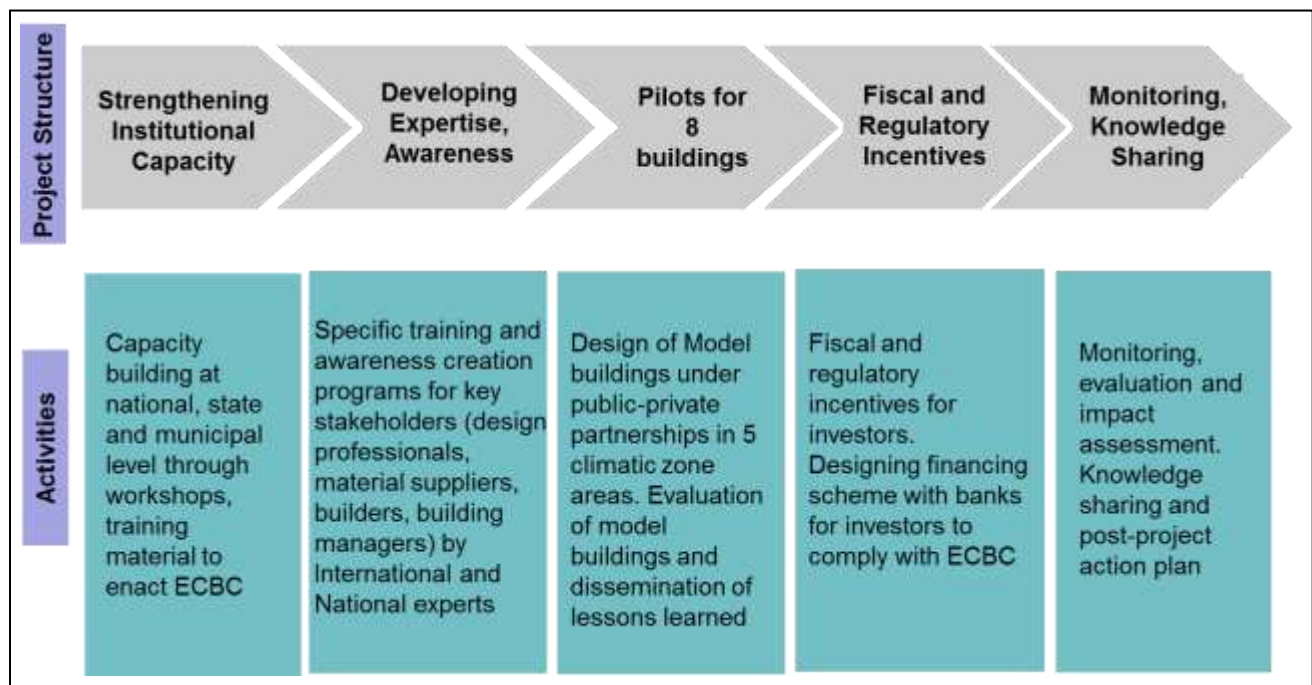 Project Structure
Strengthening
Institutional
Capacity
Developing
Expertise,
Awareness
Pilots for
8
buildings
Fiscal and
Regulatory
Incentives
Monitoring,
Knowledge
Sharing
Activities
Capacity
building at
national, state
and municipal
level through
workshops,
training
material to
enact ECBC
Specific training and
awareness creation
programs for key
stakeholders (design
professionals,
material suppliers,
builders, building
managers) by
International and
National experts
Design of Model
buildings under
public-private
partnerships in 5
climatic zone
areas. Evaluation
of model
buildings and
dissemination of
lessons learned
Fiscal and
regulatory
incentives for
investors.
Designing financing
scheme with banks
for investors to
comply with ECBC
Monitoring,
evaluation and
impact
assessment.
Knowledge
sharing and
post-project
action plan